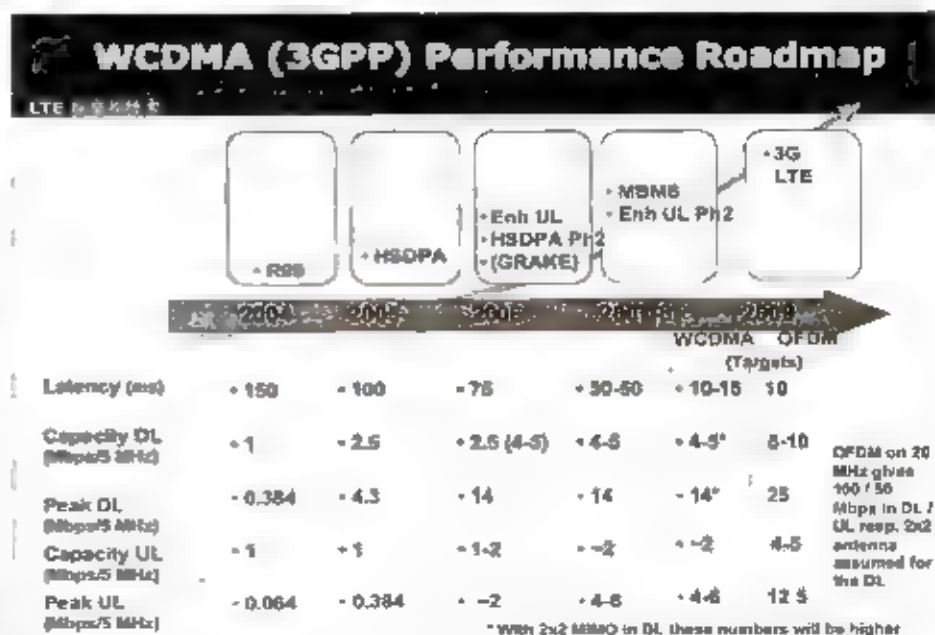 WCDMA (3GPP) Performance Roadmap
LTE
• R99
• HSDPA
• Enh UL
• HSDPA Ph2
• (GRAKE)
• MBMS
• Enh UL Ph2
• 3G
LTE
WCDMA OFDM
(Targets)
Latency (ms) • 150 • 100 • 75 • 30-50 • 10-15 10
Capacity DL • 1 • 2.5 • 2.5 (4-5) • 4-5 • 4-5* 8-10
(Mbps/5 MHz)
Peak DL - 0.384 - 4.3 - 14 - 14 - 14* 25
(Mbps/5 MHz)
Capacity UL • 1 • 1 • 1-2 • ~2 • ~2 4-5
(Mbps/5 MHz)
Peak UL - 0.064 - 0.384 - ~2 - 4-6 - 4-6 12 5
(Mbps/5 MHz)
OFDM on 20
MHz gives
100 / 50
Mbps in DL /
UL resp. 2x2
antenna
assumed for
the DL
* With 2x2 MIMO in DL these numbers will be higher